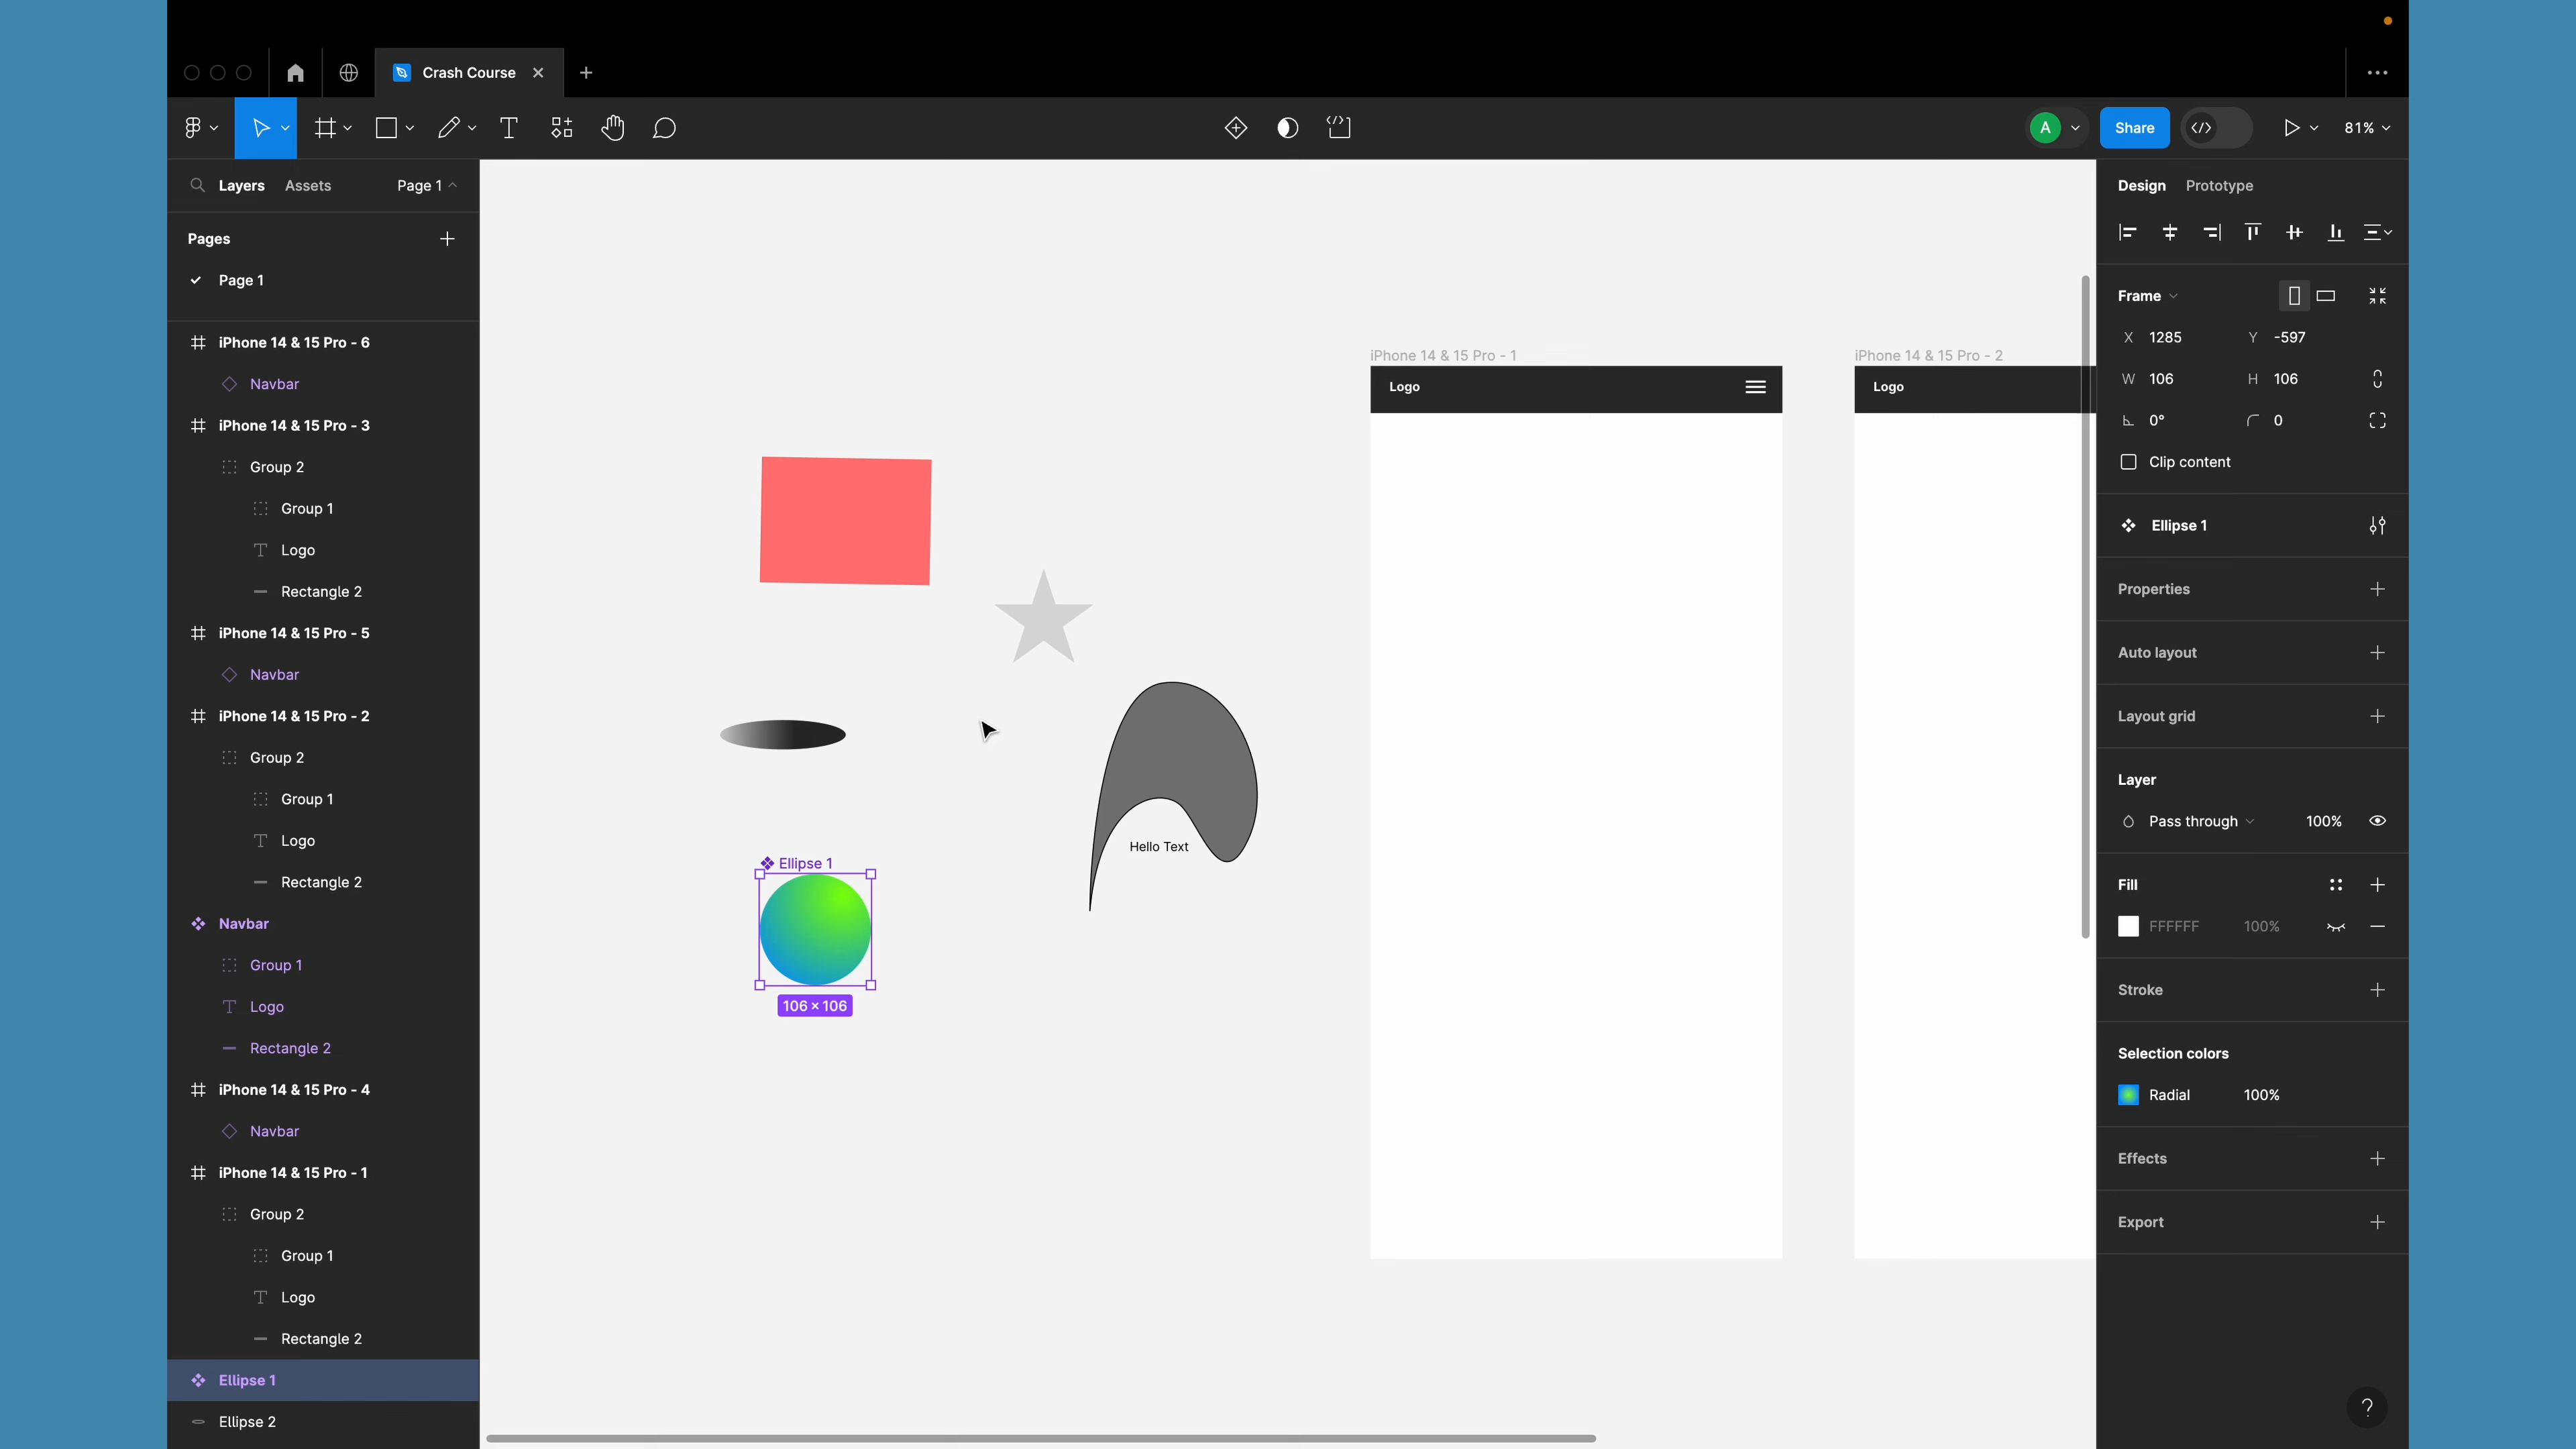 Crash Course
A
Share
81%
Layers
Assets
Page 1
Pages
Page 1
iPhone 14 & 15 Pro - 6
Navbar
iPhone 14 & 15 Pro - 3
Group 2
Group 1
Logo
Rectangle 2
iPhone 14 & 15 Pro - 5
Navbar
iPhone 14 & 15 Pro - 2
Group 2
Group 1
Logo
Rectangle 2
Navbar
Group 1
Logo
Rectangle 2
iPhone 14 & 15 Pro - 4
Navbar
iPhone 14 & 15 Pro - 1
Group 2
Group 1
Logo
Rectangle 2
Ellipse 1
Ellipse 2
iPhone 14 & 15 Pro - 1
Logo
iPhone 14 & 15 Pro - 2
Logo
Hello Text
Ellipse 1
106 × 106
Design
Prototype
Frame
X 1285 Y -597
W 106 H 106
0° 0
Clip content
Ellipse 1
Properties
Auto layout
Layout grid
Layer
Pass through 100%
Fill
FFFFFF 100%
Stroke
Selection colors
Radial 100%
Effects
Export
?